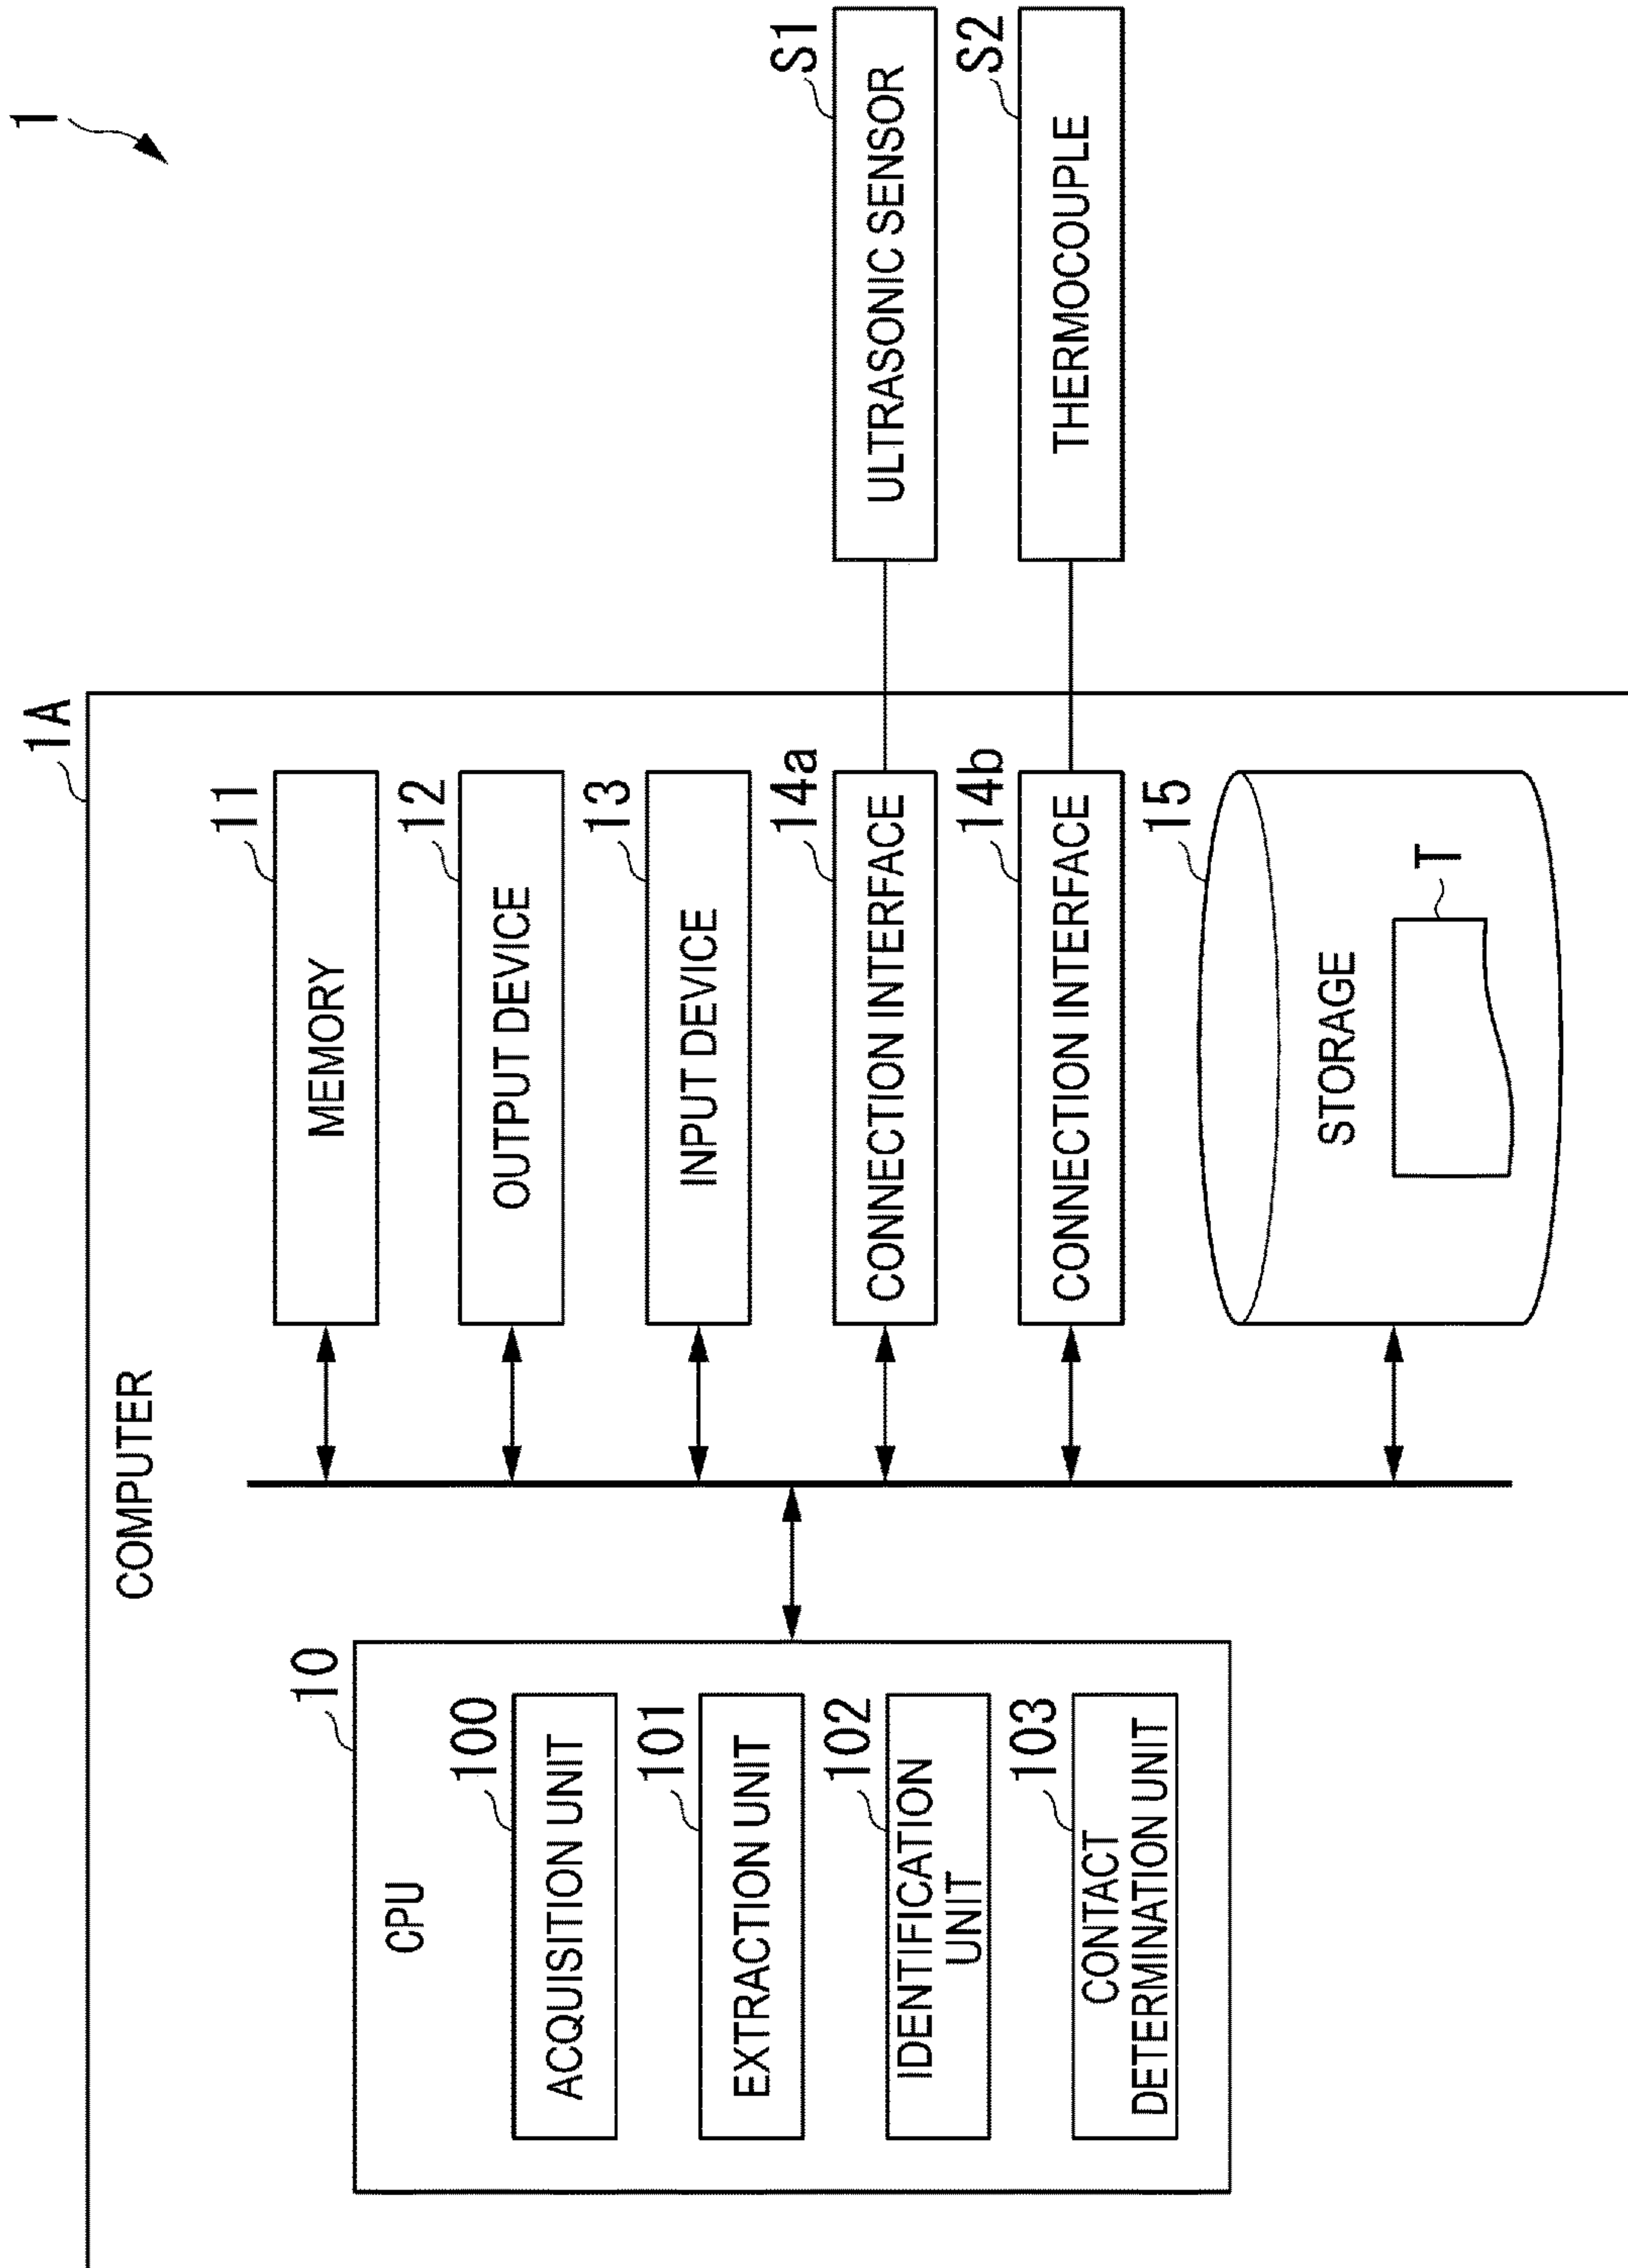 1
1A
COMPUTER
10
CPU
100
ACQUISITION UNIT
101
EXTRACTION UNIT
102
IDENTIFICATION
UNIT
103
CONTACT
DETERMINATION UNIT
11
MEMORY
12
OUTPUT DEVICE
13
INPUT DEVICE
14a
CONNECTION INTERFACE
14b
CONNECTION INTERFACE
15
STORAGE
T
S1
ULTRASONIC SENSOR
S2
THERMOCOUPLE